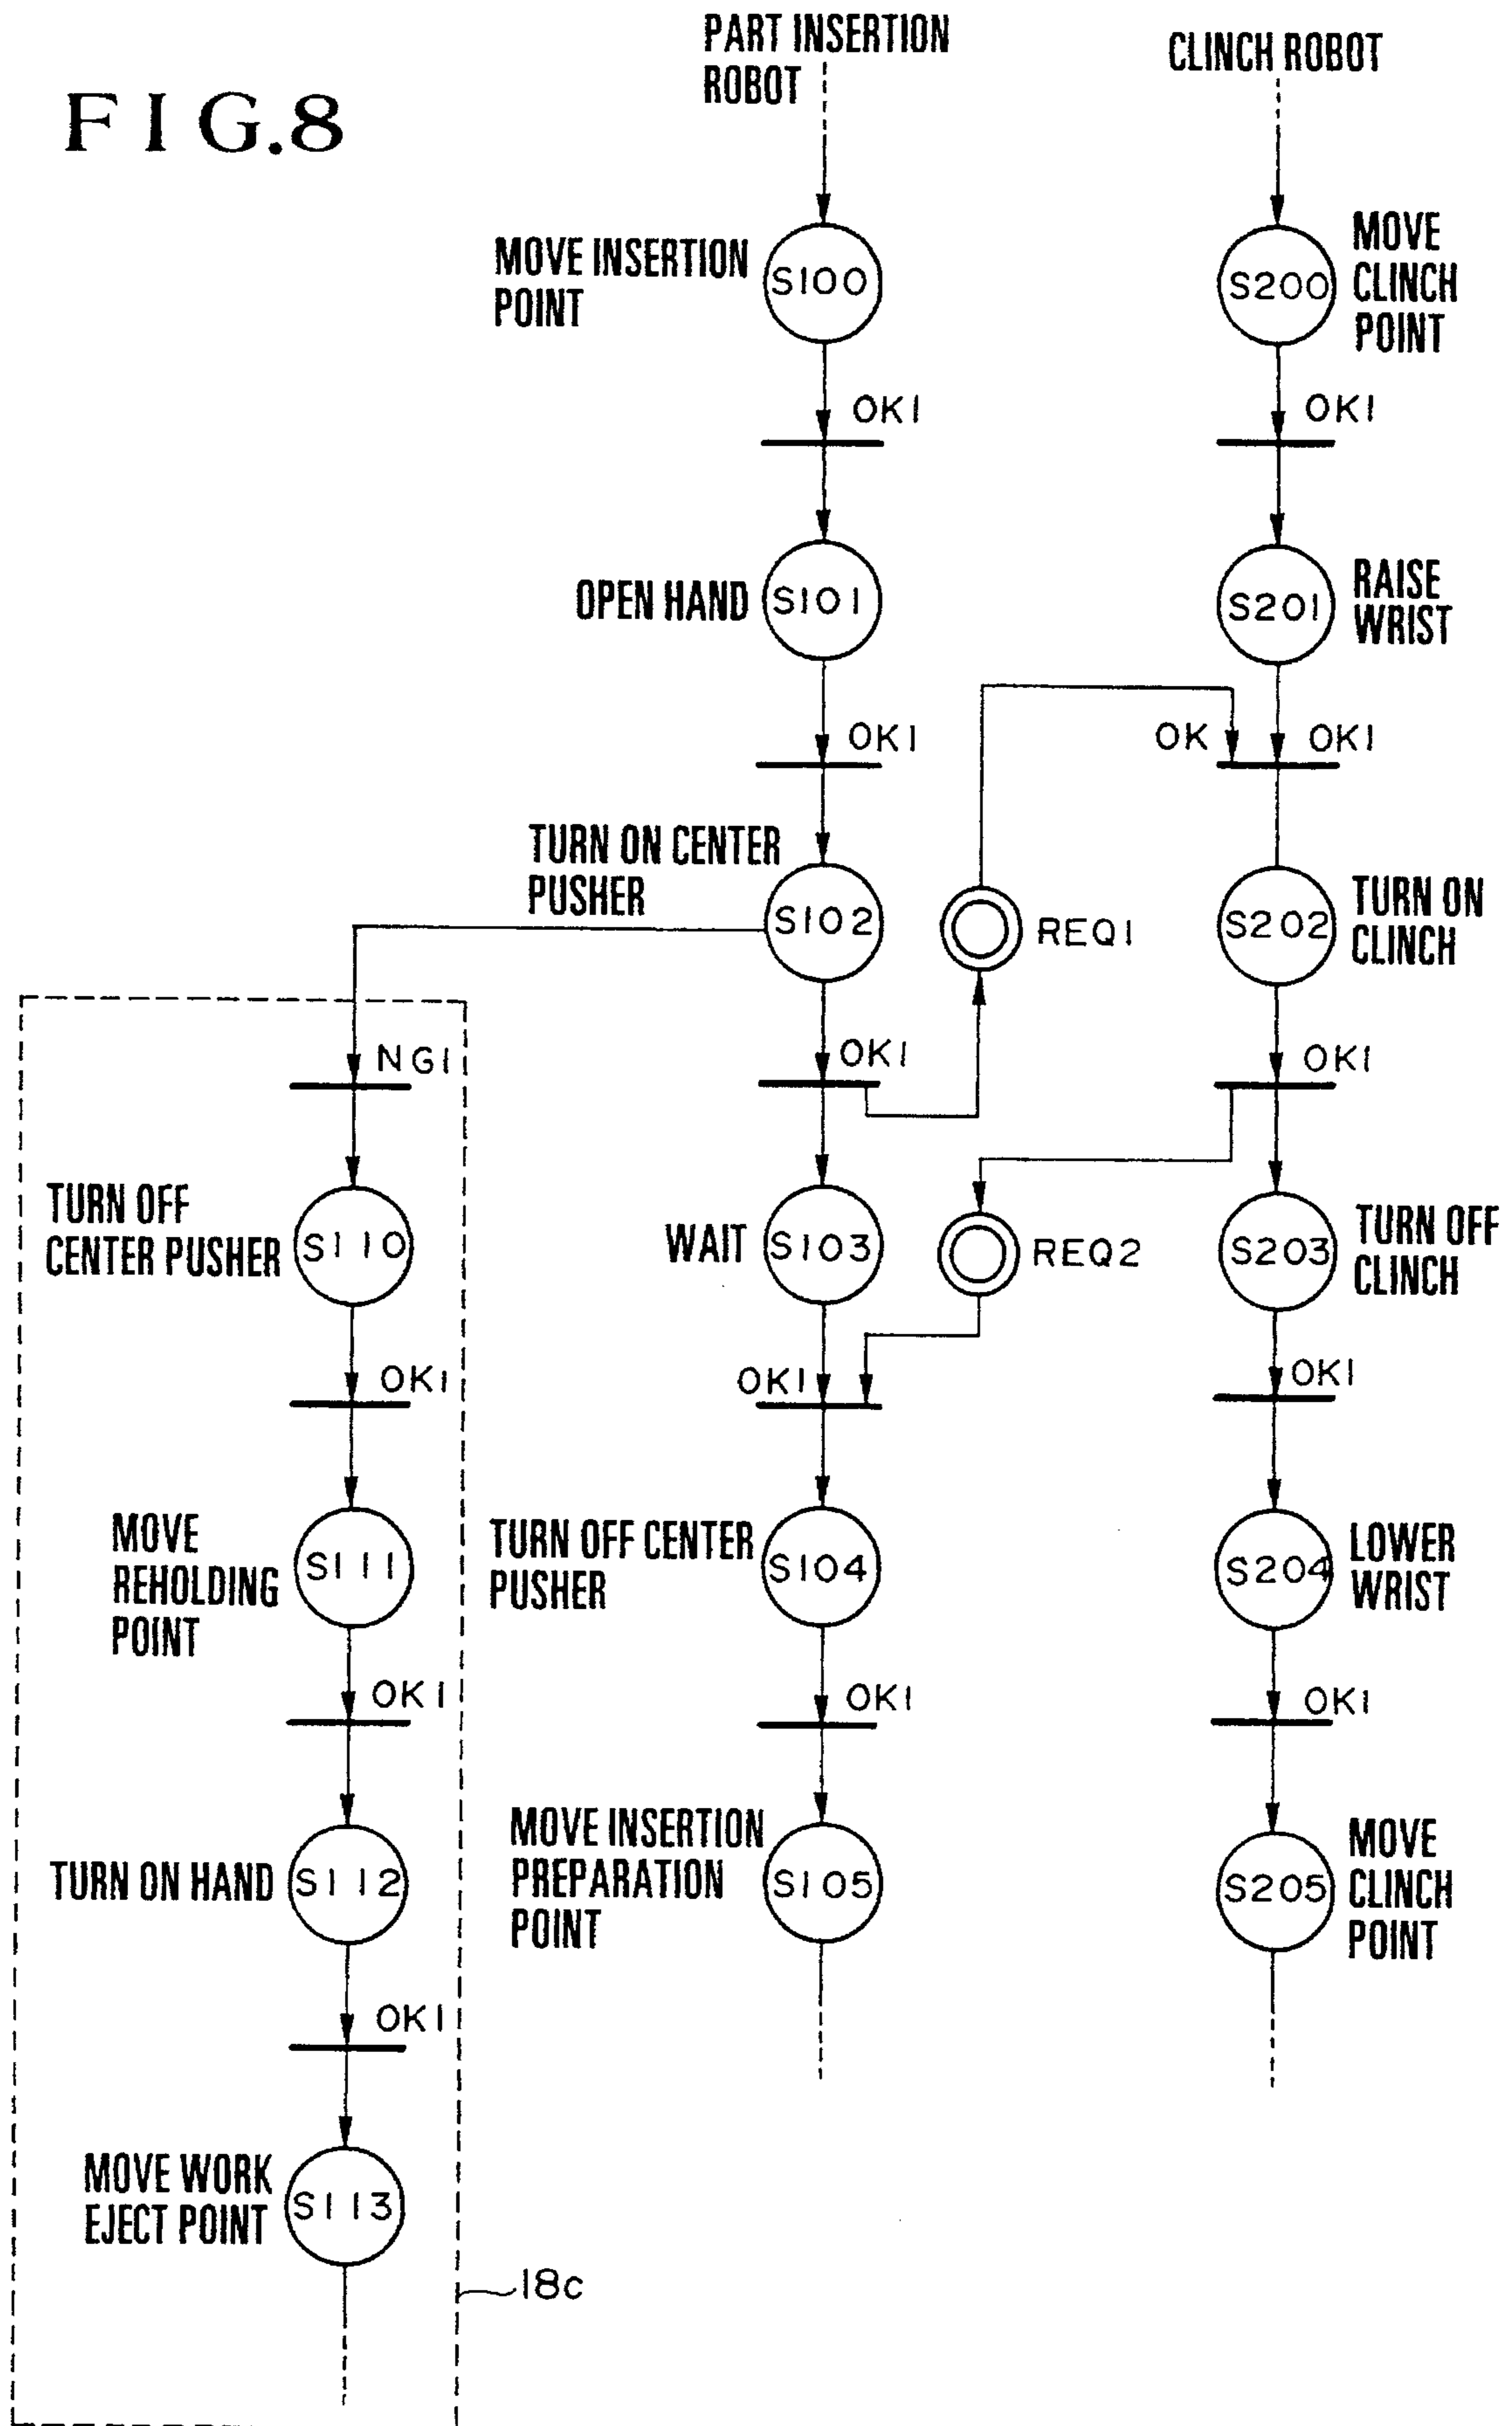 FIG.8
PART INSERTION
ROBOT
CLINCH ROBOT
MOVE INSERTION
POINT
S100
S200
MOVE
CLINCH
POINT
OK1
OK1
OPEN HAND
S101
S201
RAISE
WRIST
OK1
OK
OK1
TURN ON CENTER
PUSHER
S102
REQ1
S202
TURN ON
CLINCH
NG1
OK1
OK1
TURN OFF
CENTER PUSHER
S110
WAIT
S103
REQ2
S203
TURN OFF
CLINCH
OK1
OK1
OK1
MOVE
REHOLDING
POINT
S111
TURN OFF CENTER
PUSHER
S104
S204
LOWER
WRIST
OK1
OK1
OK1
TURN ON HAND
S112
MOVE INSERTION
PREPARATION
POINT
S105
S205
MOVE
CLINCH
POINT
OK1
MOVE WORK
EJECT POINT
S113
18c